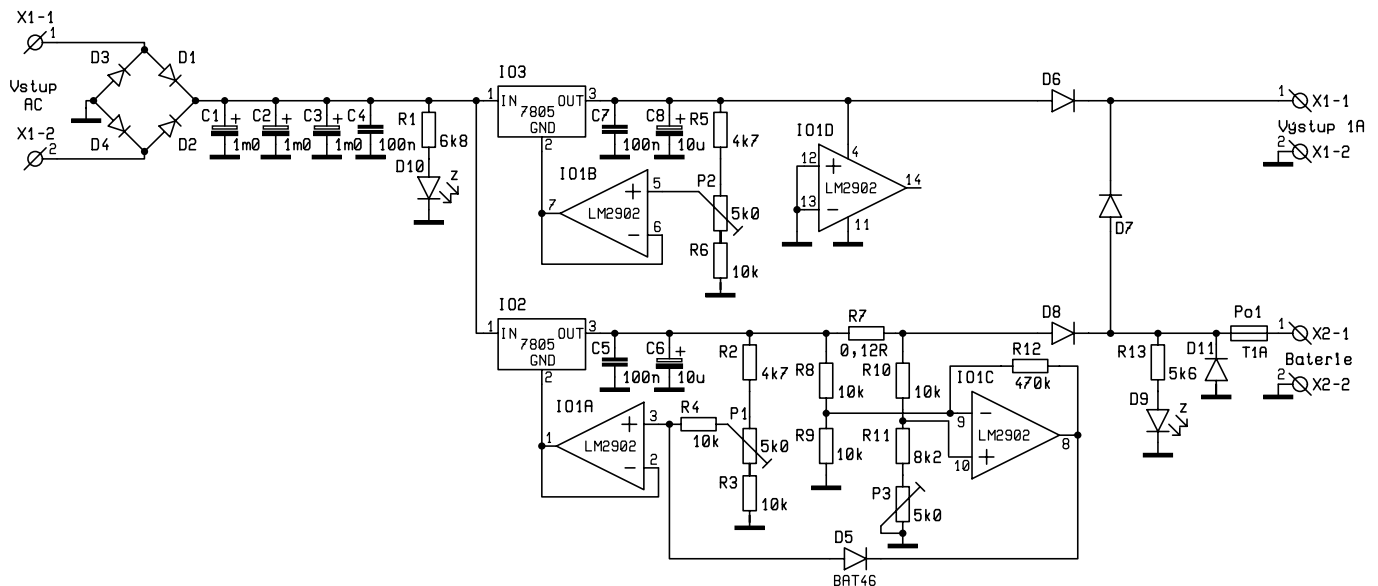 X1-1
1
Vstup
AC
X1-2
2
D3
D1
D4
D2
C1
+
1m0
C2
+
1m0
C3
+
1m0
C4
100n
R1
6k8
D10
Z
IO3
1
IN
OUT
3
7805
GND
2
C7
100n
C8
+
10u
R5
4k7
IO1B
LM2902
+
-
5
6
7
P2
5k0
R6
10k
IO1D
12
13
+
-
LM2902
4
11
14
D6
1
X1-1
Výstup 1A
2
X1-2
D7
IO2
1
IN
OUT
3
7805
GND
2
C5
100n
C6
+
10u
R2
4k7
IO1A
LM2902
+
-
3
2
1
R4
10k
P1
5k0
R3
10k
R7
0,12R
R8
10k
R9
10k
R10
10k
R11
8k2
P3
5k0
R12
470k
IO1C
-
+
9
10
LM2902
8
D5
BAT46
D8
R13
5k6
D9
Z
D11
Po1
T1A
1
X2-1
Baterie
2
X2-2